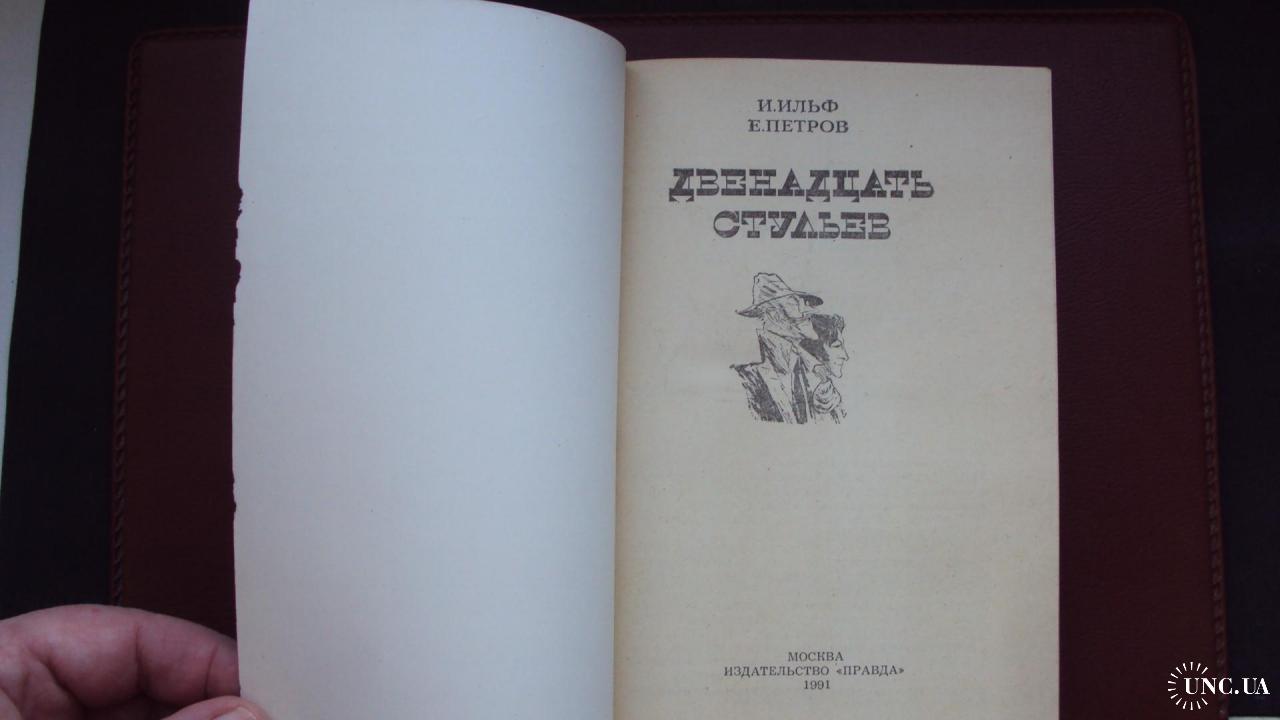 И.ИЛЬФ
Е.ПЕТРОВ
ДВЕНАДЦАТЬ
СТУЛЬЕВ
МОСКВА
ИЗДАТЕЛЬСТВО «ПРАВДА»
1991
UNC.UA